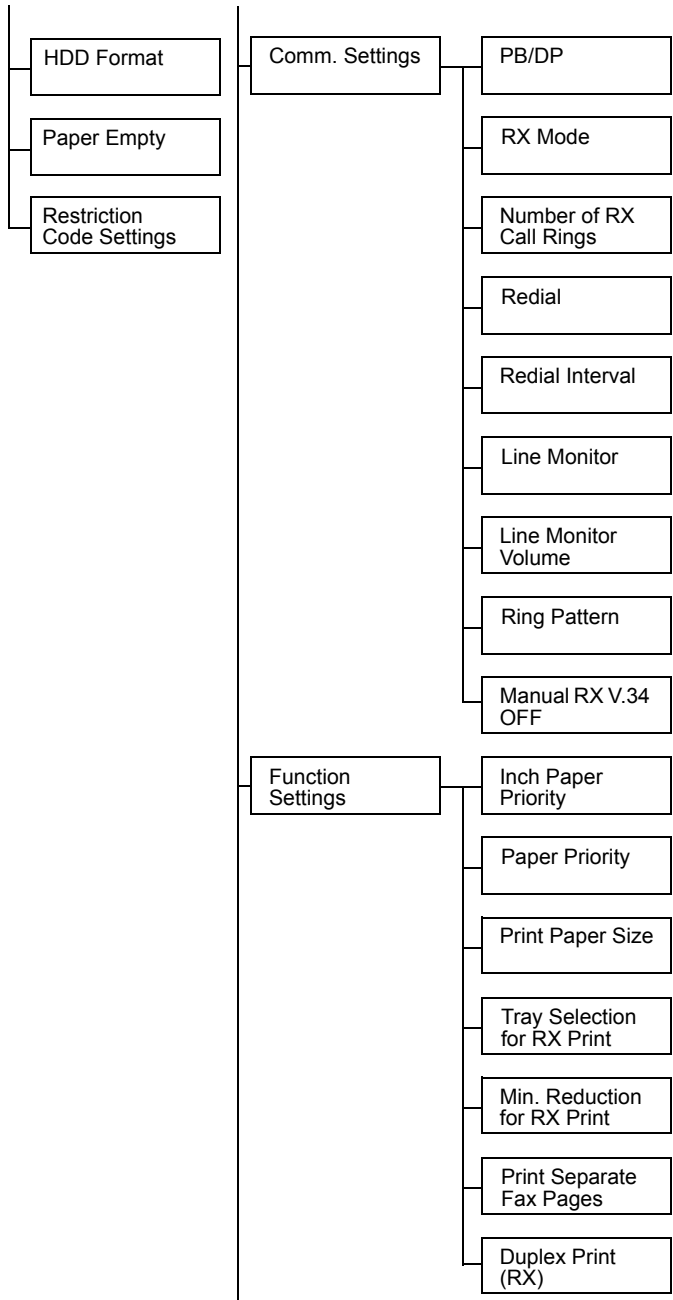 HDD Format
Paper Empty
Restriction
Code Settings
Comm. Settings
PB/DP
RX Mode
Number of RX
Call Rings
Redial
Redial Interval
Line Monitor
Line Monitor
Volume
Ring Pattern
Manual RX V.34
OFF
Function
Settings
Inch Paper
Priority
Paper Priority
Print Paper Size
Tray Selection
for RX Print
Min. Reduction
for RX Print
Print Separate
Fax Pages
Duplex Print
(RX)